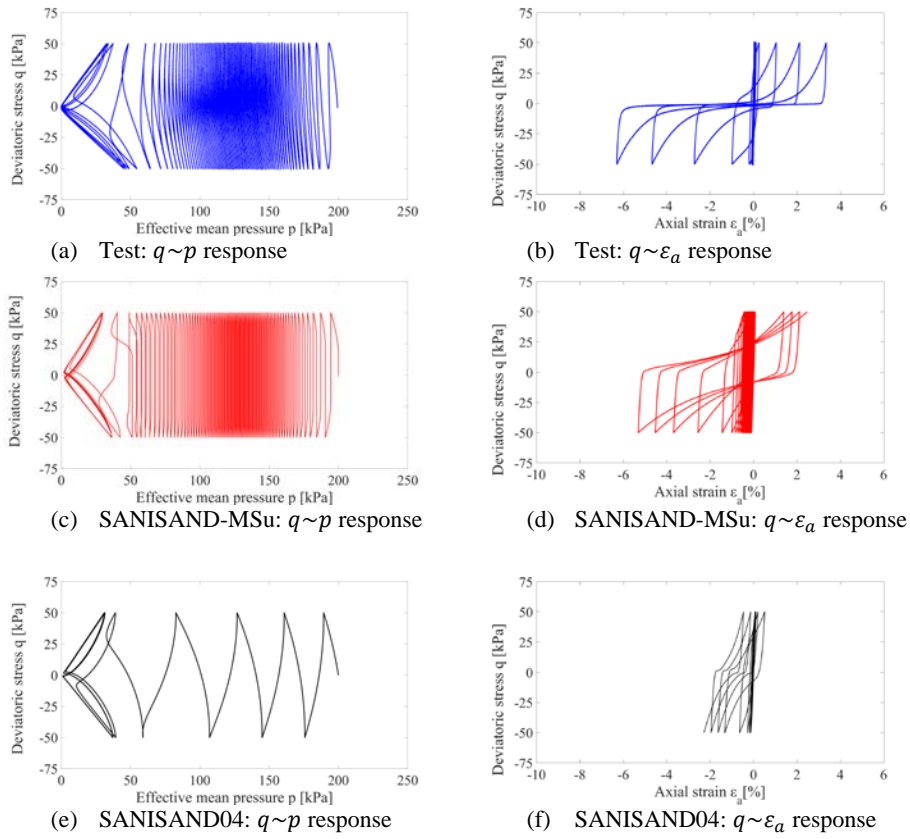 75
50
25
0
-25
-50
-75
Deviatoric stress q [kPa]
0 50 100 150 200 250
Effective mean pressure p [kPa]
(a) Test: q~p response
75
50
25
0
-25
-50
-75
Deviatoric stress q [kPa]
-10 -8 -6 -4 -2 0 2 4 6
Axial strain εa[%]
(b) Test: q~εa response
75
50
25
0
-25
-50
-75
Deviatoric stress q [kPa]
0 50 100 150 200 250
Effective mean pressure p [kPa]
(c) SANISAND-MSu: q~p response
75
50
25
0
-25
-50
-75
Deviatoric stress q [kPa]
-10 -8 -6 -4 -2 0 2 4 6
Axial strain εa[%]
(d) SANISAND-MSu: q~εa response
75
50
25
0
-25
-50
-75
Deviatoric stress q [kPa]
0 50 100 150 200 250
Effective mean pressure p [kPa]
(e) SANISAND04: q~p response
75
50
25
0
-25
-50
-75
Deviatoric stress q [kPa]
-10 -8 -6 -4 -2 0 2 4 6
Axial strain εa[%]
(f) SANISAND04: q~εa response